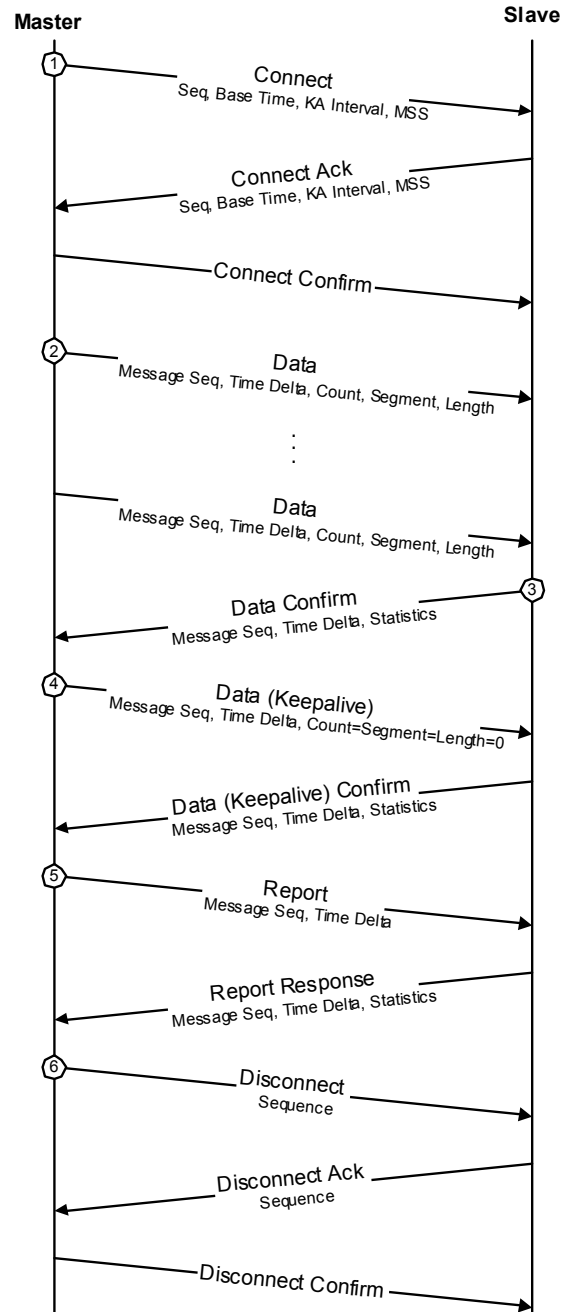 Master
Slave
1
Connect
Seq, Base Time, KA Interval, MSS
Connect Ack
Seq, Base Time, KA Interval, MSS
Connect Confirm
2
Data
Message Seq, Time Delta, Count, Segment, Length
.
.
.
Data
Message Seq, Time Delta, Count, Segment, Length
3
Data Confirm
Message Seq, Time Delta, Statistics
4
Data (Keepalive)
Message Seq, Time Delta, Count=Segment=Length=0
Data (Keepalive) Confirm
Message Seq, Time Delta, Statistics
5
Report
Message Seq, Time Delta
Report Response
Message Seq, Time Delta, Statistics
6
Disconnect
Sequence
Disconnect Ack
Sequence
Disconnect Confirm